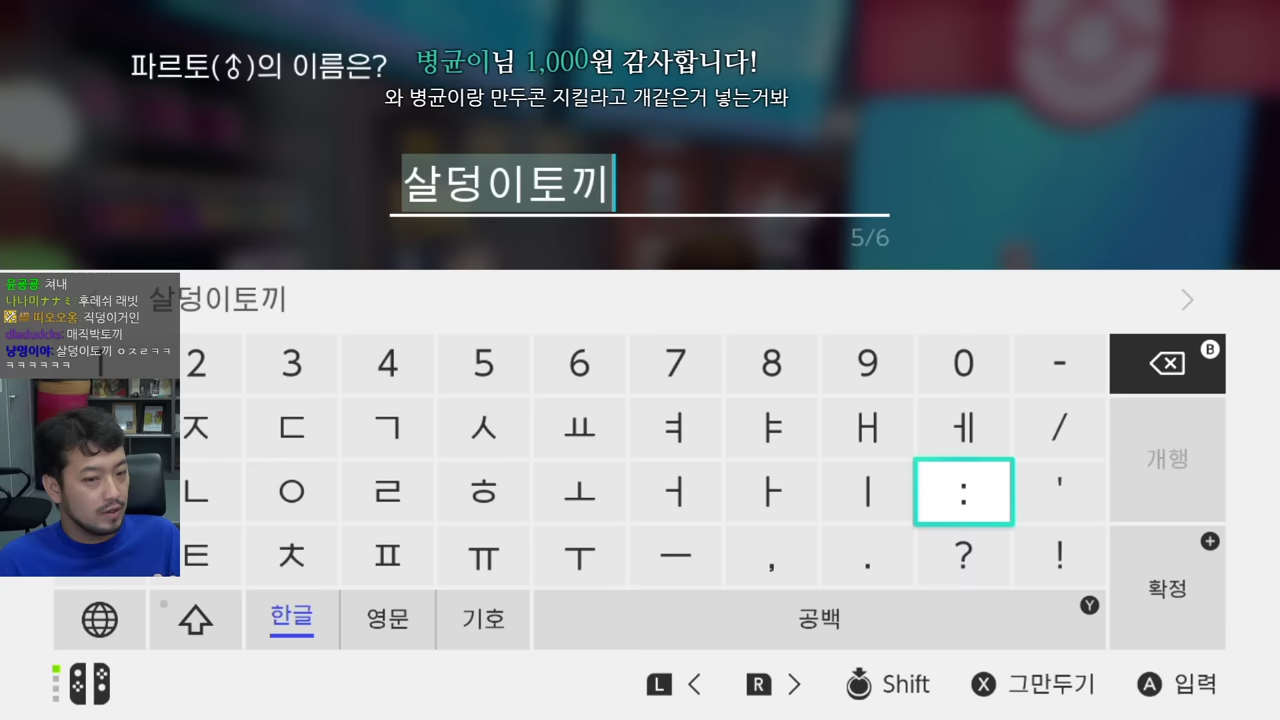 파르토(♂)의 이름은?
병균이님 1,000원 감사합니다!
와 병균이랑 만두콘 지킬라고 개같은거 넣는거봐
살덩이토끼
5/6
윤공공: 쳐내
나나미ナナミ: 후레쉬 래빗
띠오오옹: 직덩이거인
매직박토끼
냥멍이야: 살덩이토끼 ㅇㅈㄹㅋㅋ
ㅋㅋㅋㅋㅋㅋ
살덩이토끼
2 3 4 5 6 7 8 9 0 - B
ㅈ ㄷ ㄱ ㅅ ㅛ ㅕ ㅑ ㅐ ㅔ /
개행
ㄴ ㅇ ㄹ ㅎ ㅗ ㅓ ㅏ ㅣ : '
ㅌ ㅊ ㅍ ㅠ ㅜ ㅡ , . ? !
확정
한글 영문 기호 공백 Y
L R Shift X 그만두기 A 입력